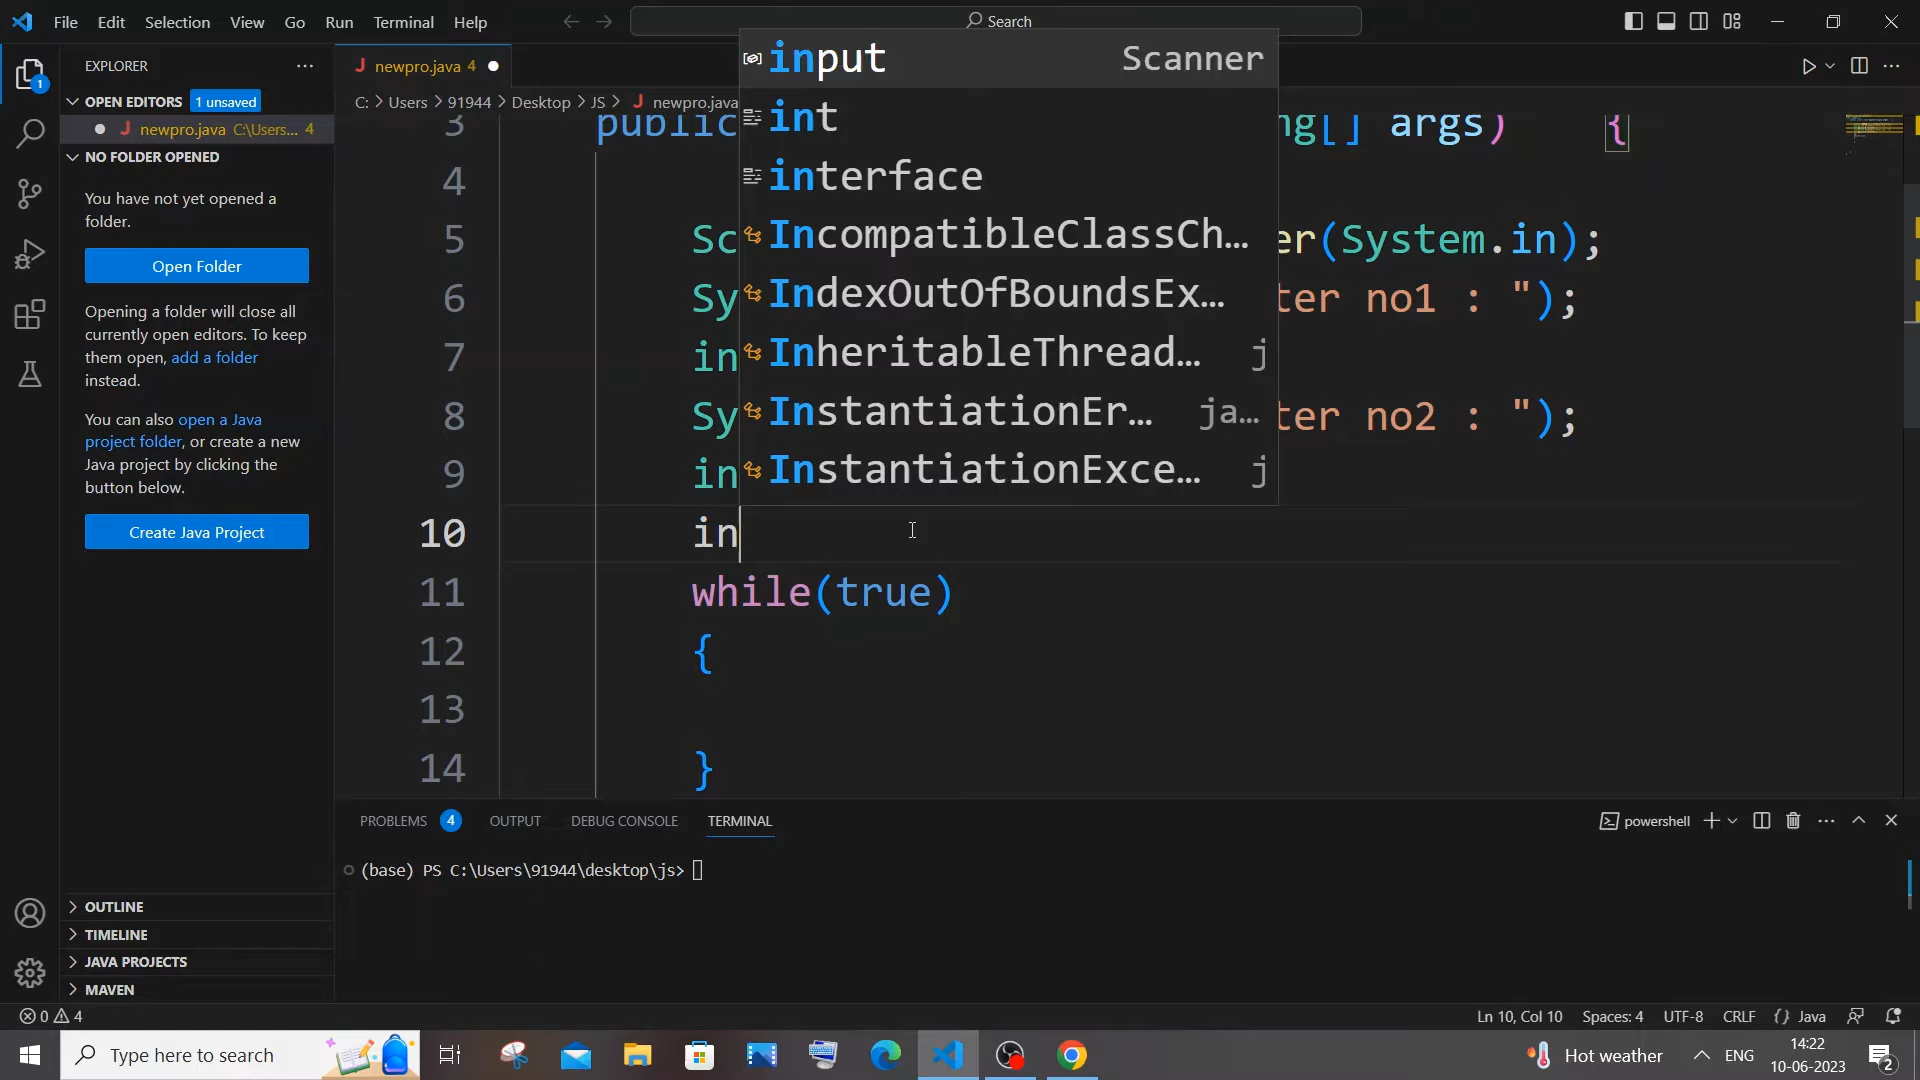 File Edit Selection View Go Run Terminal Help
Search
EXPLORER
OPEN EDITORS 1 unsaved
newpro.java C:\Users... 4
NO FOLDER OPENED
You have not yet opened a
folder.
Open Folder
Opening a folder will close all
currently open editors. To keep
them open, add a folder
instead.
You can also open a Java
project folder, or create a new
Java project by clicking the
button below.
Create Java Project
OUTLINE
TIMELINE
JAVA PROJECTS
MAVEN
1
newpro.java 4
C: > Users > 91944 > Desktop > JS > newpro.java
3 public ng[] args) {
4
5 Sc er(System.in);
6 Sy ter no1 : ");
7 in
8 Sy ter no2 : ");
9 in
10 in
11 while(true)
12 {
13
14 }
input Scanner
int
interface
IncompatibleClassCh…
IndexOutOfBoundsEx…
InheritableThread… j
InstantiationEr… ja…
InstantiationExce… j
PROBLEMS 4 OUTPUT DEBUG CONSOLE TERMINAL
powershell
(base) PS C:\Users\91944\desktop\js>
0 4
Ln 10, Col 10 Spaces: 4 UTF-8 CRLF {} Java
Type here to search
Hot weather ENG 14:22
10-06-2023
2